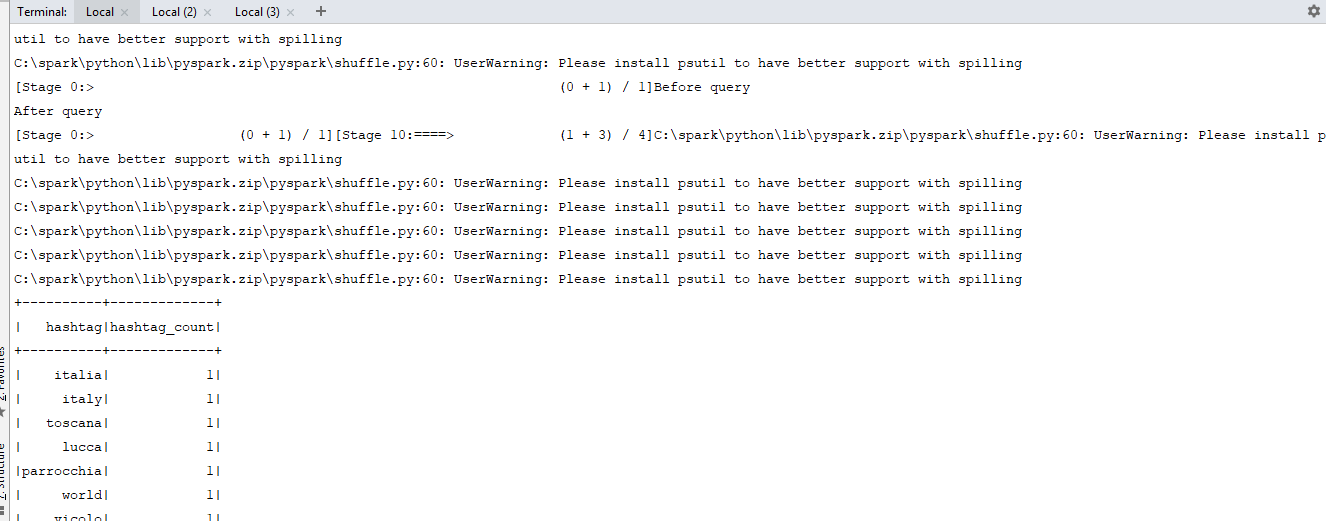 Terminal: Local × Local (2) × Local (3) × +
util to have better support with spilling
C:\spark\python\lib\pyspark.zip\pyspark\shuffle.py:60: UserWarning: Please install psutil to have better support with spilling
[Stage 0:> (0 + 1) / 1]Before query
After query
[Stage 0:> (0 + 1) / 1][Stage 10:====> (1 + 3) / 4]C:\spark\python\lib\pyspark.zip\pyspark\shuffle.py:60: UserWarning: Please install p
util to have better support with spilling
C:\spark\python\lib\pyspark.zip\pyspark\shuffle.py:60: UserWarning: Please install psutil to have better support with spilling
C:\spark\python\lib\pyspark.zip\pyspark\shuffle.py:60: UserWarning: Please install psutil to have better support with spilling
C:\spark\python\lib\pyspark.zip\pyspark\shuffle.py:60: UserWarning: Please install psutil to have better support with spilling
C:\spark\python\lib\pyspark.zip\pyspark\shuffle.py:60: UserWarning: Please install psutil to have better support with spilling
C:\spark\python\lib\pyspark.zip\pyspark\shuffle.py:60: UserWarning: Please install psutil to have better support with spilling
+----------+-------------+
|   hashtag|hashtag_count|
+----------+-------------+
|    italia|            1|
|     italy|            1|
|   toscana|            1|
|     lucca|            1|
|parrocchia|            1|
|     world|            1|
|    vicolo|            1|